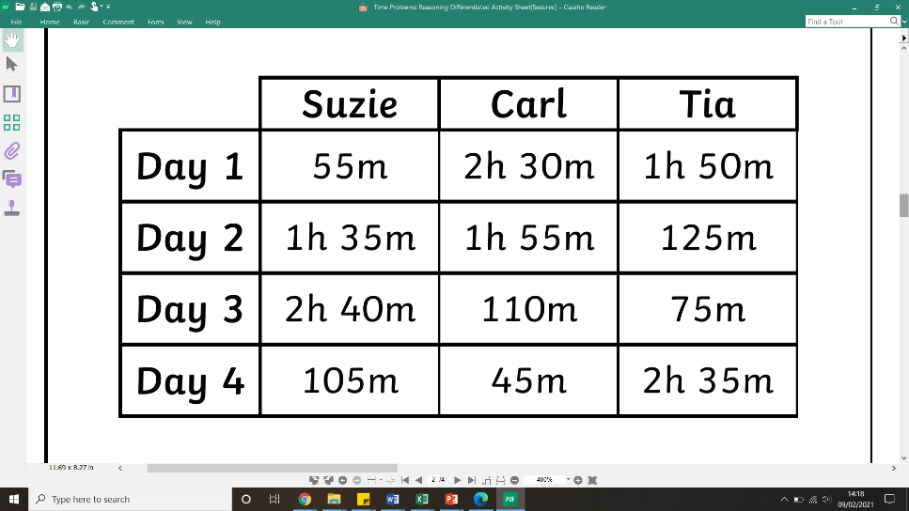 Time Problems Reasoning Differentiated Activity Sheet(Secured) - Gaaiho Reader
File Home Basic Comment Form View Help
Find a Tool
Suzie Carl Tia
Day 1 55m 2h 30m 1h 50m
Day 2 1h 35m 1h 55m 125m
Day 3 2h 40m 110m 75m
Day 4 105m 45m 2h 35m
11.69 x 8.27 in
2 /4 400%
Type here to search
14:18
09/02/2021